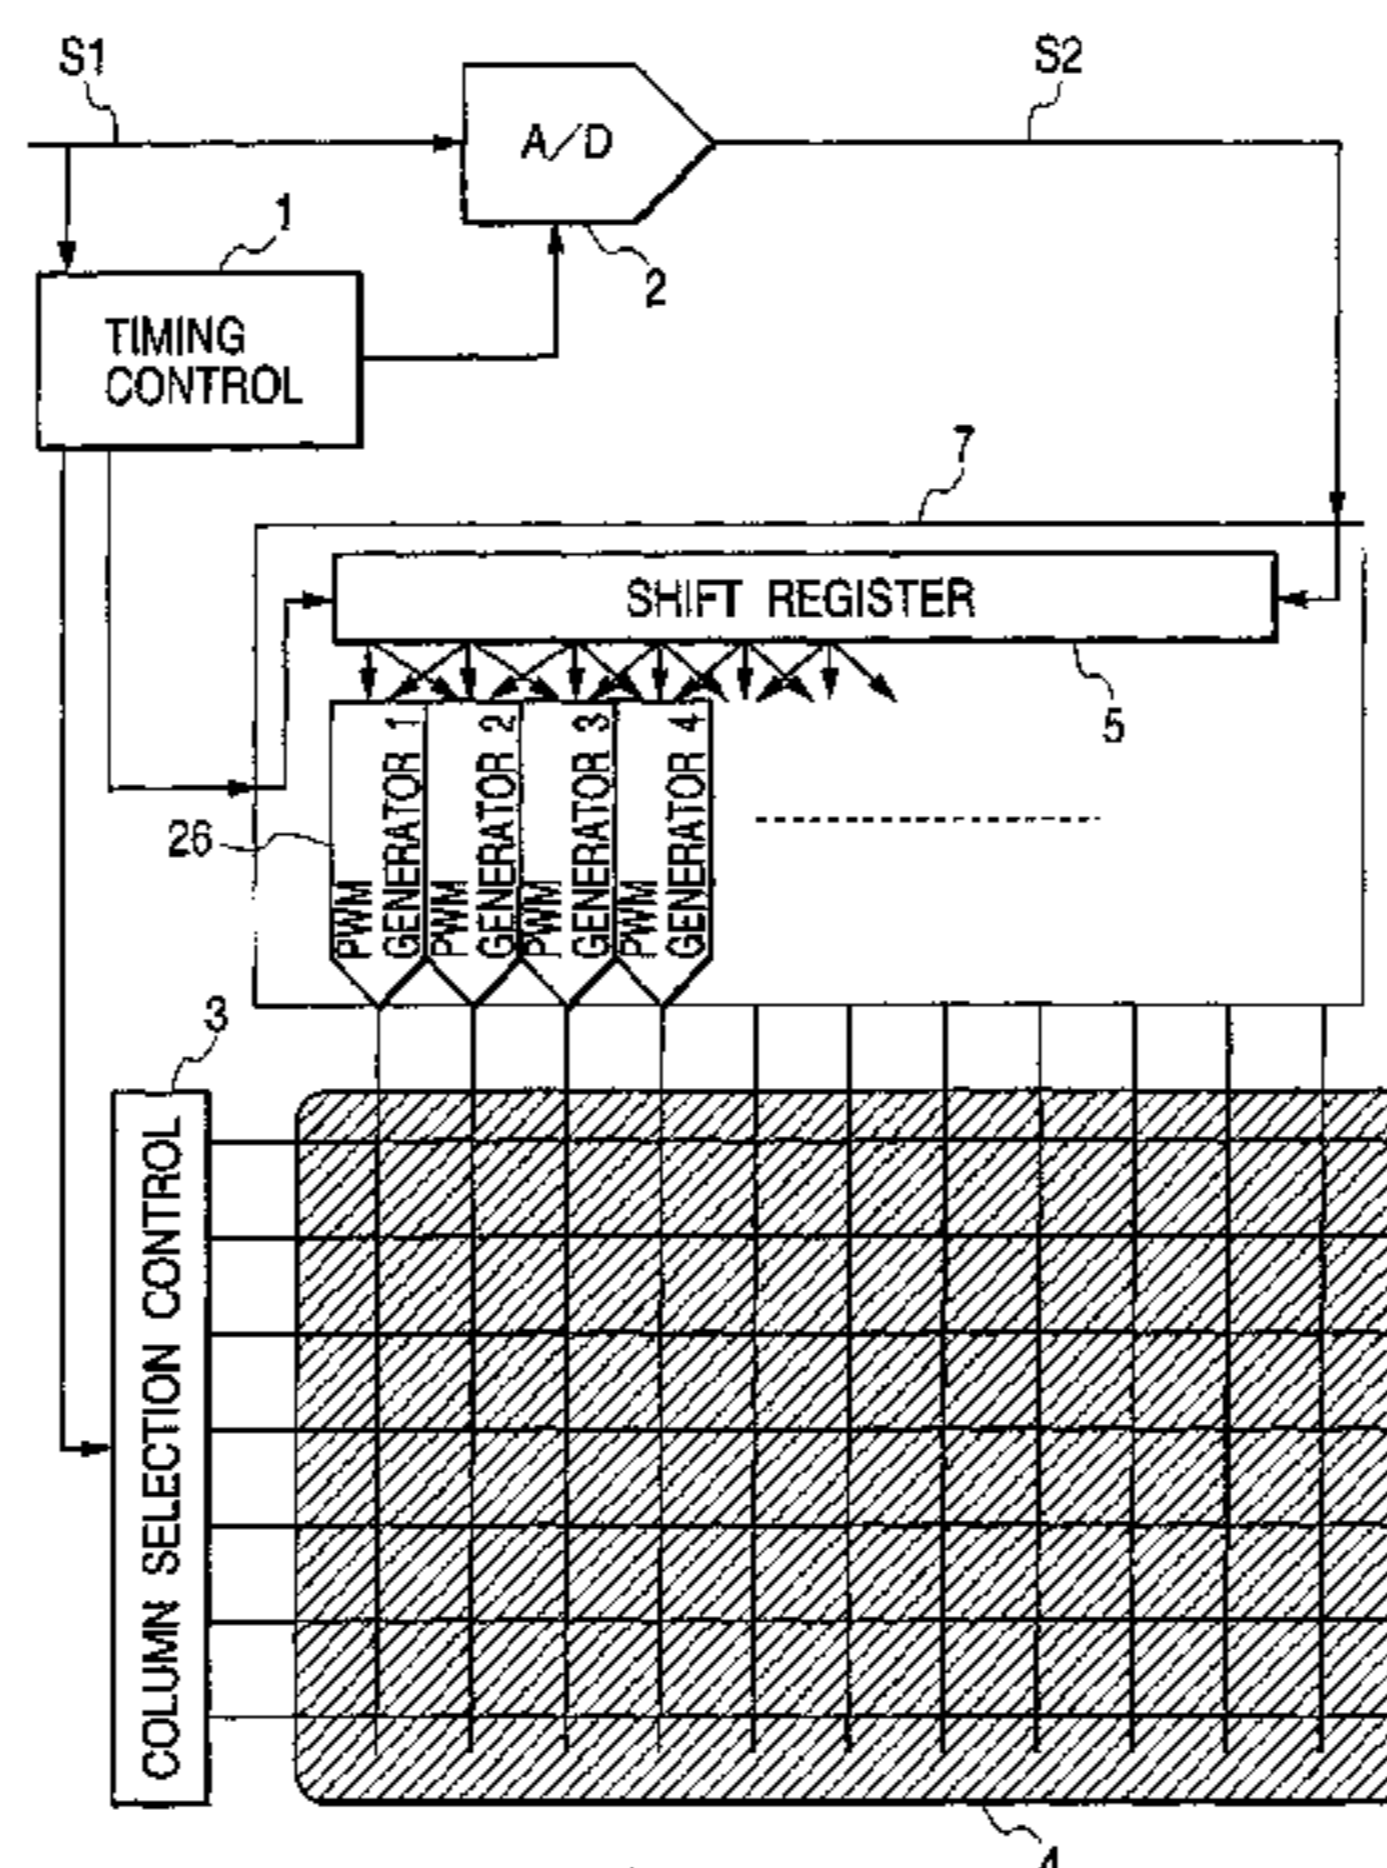 S1
S2
A/D
1
2
TIMING
CONTROL
7
SHIFT REGISTER
5
PWM
GENERATOR 1
PWM
GENERATOR 2
PWM
GENERATOR 3
PWM
GENERATOR 4
26
3
COLUMN SELECTION CONTROL
4